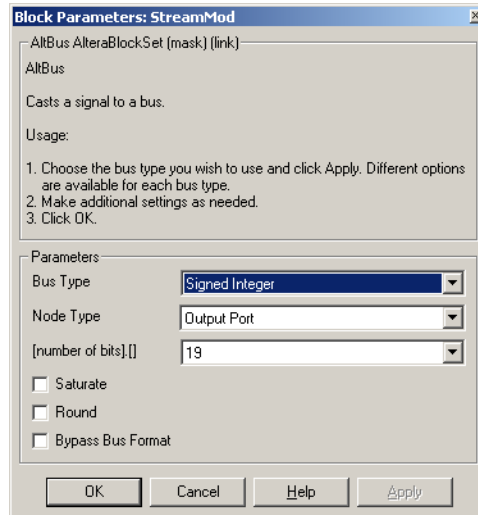 Block Parameters: StreamMod
AltBus AlteraBlockSet (mask) (link)
AltBus
Casts a signal to a bus.
Usage:
1. Choose the bus type you wish to use and click Apply. Different options
are available for each bus type.
2. Make additional settings as needed.
3. Click OK.
Parameters
Bus Type Signed Integer
Node Type Output Port
[number of bits].[] 19
Saturate
Round
Bypass Bus Format
OK Cancel Help Apply